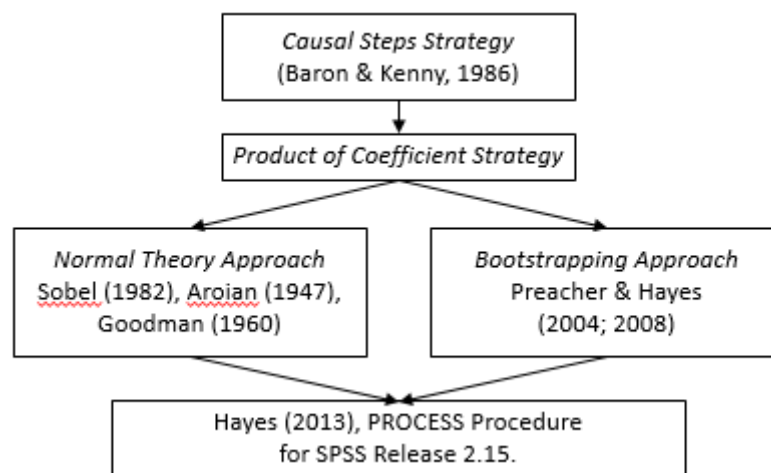 Causal Steps Strategy
(Baron & Kenny, 1986)
Product of Coefficient Strategy
Normal Theory Approach
Sobel (1982), Aroian (1947),
Goodman (1960)
Bootstrapping Approach
Preacher & Hayes
(2004; 2008)
Hayes (2013), PROCESS Procedure
for SPSS Release 2.15.